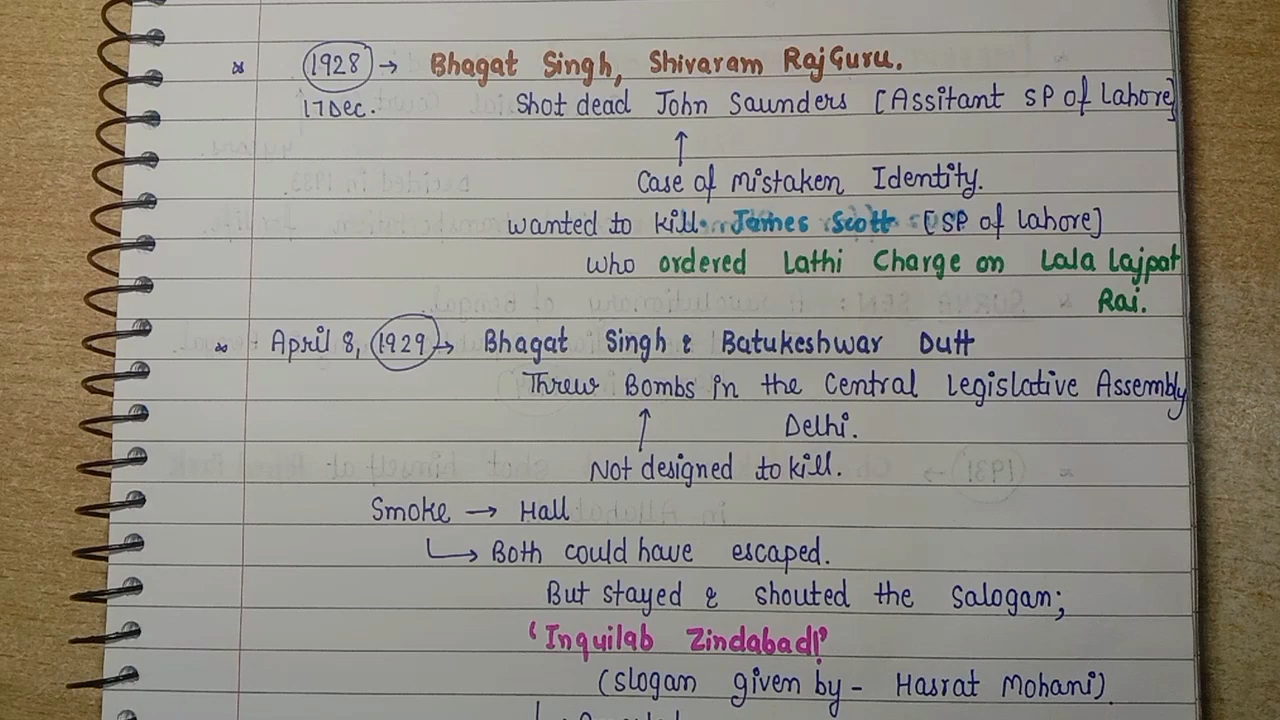 * 1928 → Bhagat Singh, Shivaram RajGuru.
17 Dec. Shot dead John Saunders [Assitant SP of Lahore]
↑
Case of mistaken Identity.
wanted to kill James Scott [SP of Lahore]
who ordered Lathi Charge on Lala Lajpat
Rai.
* April 8, 1929 → Bhagat Singh & Batukeshwar Dutt
Threw Bombs in the Central Legislative Assembly
↑ Delhi.
Not designed to kill.
Smoke → Hall
↳ Both could have escaped.
But stayed & shouted the salogan;
'Inquilab Zindabad!'
(slogan given by - Hasrat Mohani)